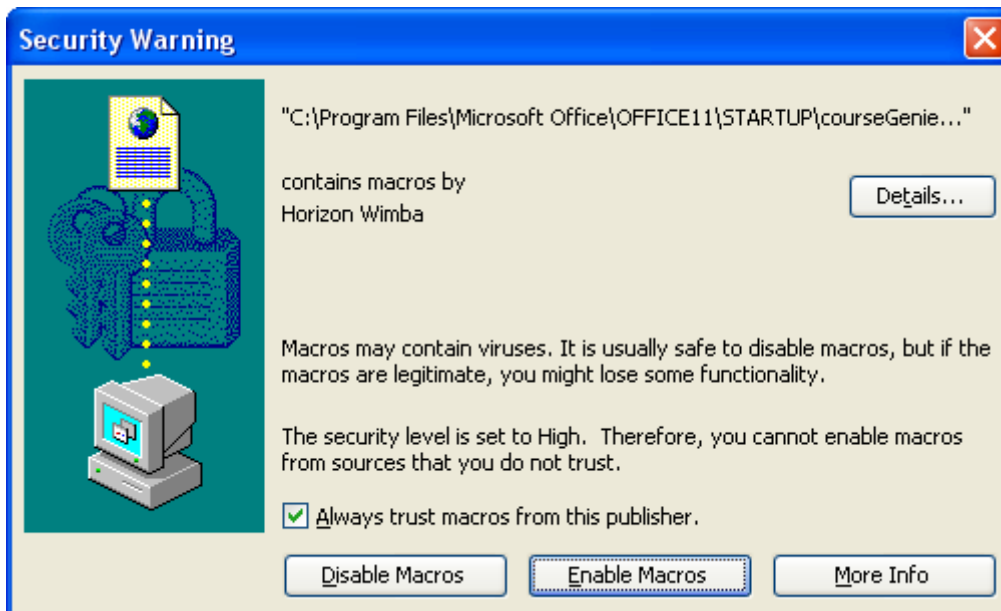 Security Warning
"C:\Program Files\Microsoft Office\OFFICE11\STARTUP\courseGenie..."
contains macros by
Horizon Wimba
Details...
Macros may contain viruses. It is usually safe to disable macros, but if the
macros are legitimate, you might lose some functionality.
The security level is set to High.  Therefore, you cannot enable macros
from sources that you do not trust.
Always trust macros from this publisher.
Disable Macros
Enable Macros
More Info